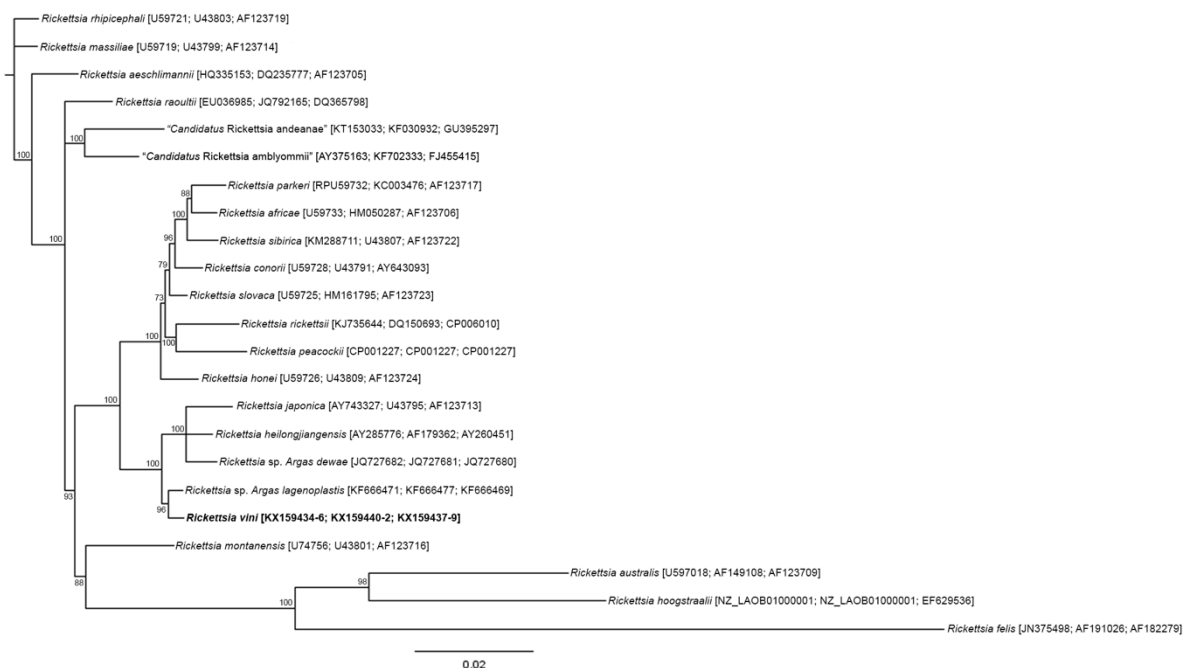 Rickettsia rhipicephali [U59721; U43803; AF123719]
Rickettsia massiliae [U59719; U43799; AF123714]
Rickettsia aeschlimannii [HQ335153; DQ235777; AF123705]
Rickettsia raoultii [EU036985; JQ792165; DQ365798]
"Candidatus Rickettsia andeanae" [KT153033; KF030932; GU395297]
100
"Candidatus Rickettsia amblyommii" [AY375163; KF702333; FJ455415]
100
Rickettsia parkeri [RPU59732; KC003476; AF123717]
88
Rickettsia africae [U59733; HM050287; AF123706]
100
Rickettsia sibirica [KM288711; U43807; AF123722]
100
96
Rickettsia conorii [U59728; U43791; AY643093]
79
Rickettsia slovaca [U59725; HM161795; AF123723]
73
Rickettsia rickettsii [KJ735644; DQ150693; CP006010]
100
100
Rickettsia peacockii [CP001227; CP001227; CP001227]
Rickettsia honei [U59726; U43809; AF123724]
100
Rickettsia japonica [AY743327; U43795; AF123713]
100
Rickettsia heilongjiangensis [AY285776; AF179362; AY260451]
Rickettsia sp. Argas dewae [JQ727682; JQ727681; JQ727680]
100
Rickettsia sp. Argas lagenoplastis [KF666471; KF666477; KF666469]
93
96
Rickettsia vini [KX159434-6; KX159440-2; KX159437-9]
Rickettsia montanensis [U74756; U43801; AF123716]
88
Rickettsia australis [U597018; AF149108; AF123709]
98
Rickettsia hoogstraalii [NZ_LAOB01000001; NZ_LAOB01000001; EF629536]
100
Rickettsia felis [JN375498; AF191026; AF182279]
0.02